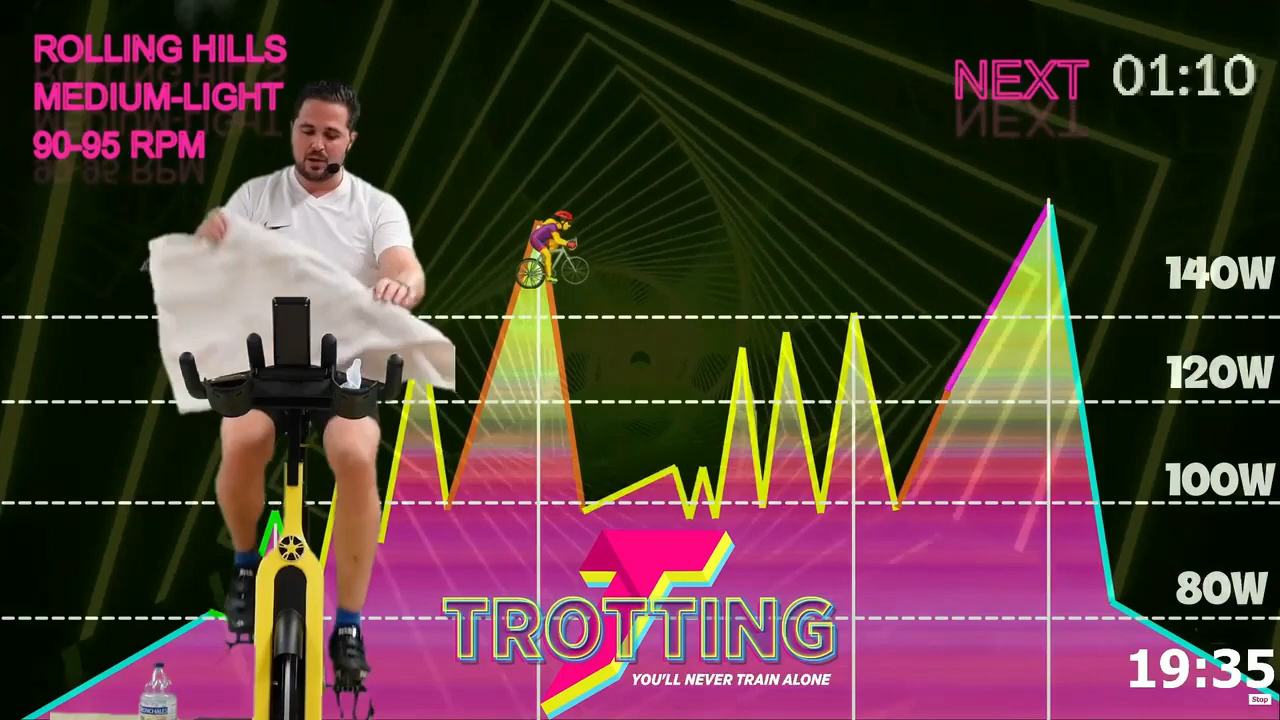 ROLLING HILLS
MEDIUM-LIGHT
90-95 RPM
NEXT 01:10
140W
120W
100W
80W
TROTTING
YOU'LL NEVER TRAIN ALONE
19:35
Stop